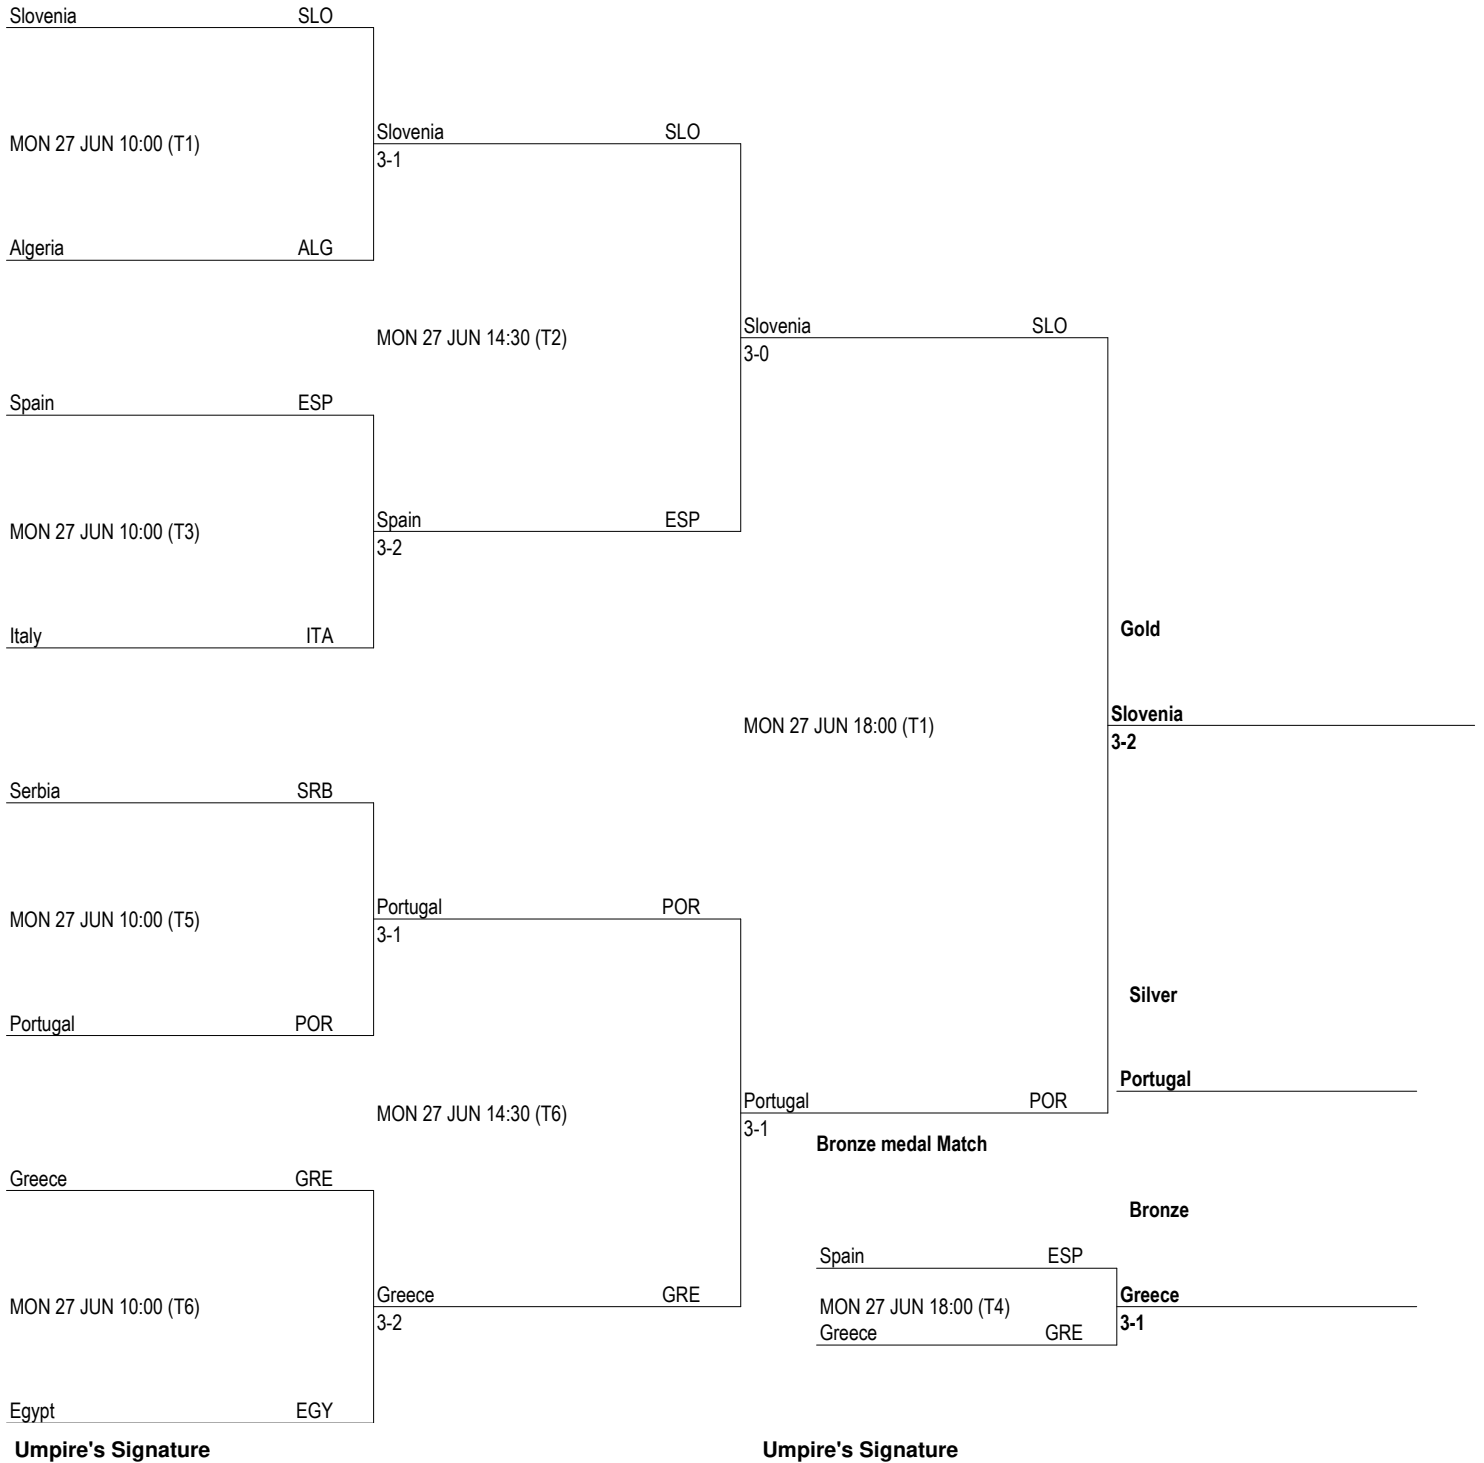 Slovenia SLO
MON 27 JUN 10:00 (T1)
Slovenia SLO
3-1
Algeria ALG
MON 27 JUN 14:30 (T2)
Slovenia SLO
3-0
Spain ESP
MON 27 JUN 10:00 (T3)
Spain ESP
3-2
Italy ITA
Gold
MON 27 JUN 18:00 (T1)
Slovenia
3-2
Serbia SRB
MON 27 JUN 10:00 (T5)
Portugal POR
3-1
Silver
Portugal POR
Portugal
MON 27 JUN 14:30 (T6)
Portugal POR
3-1
Bronze medal Match
Greece GRE
Bronze
Spain ESP
MON 27 JUN 10:00 (T6)
Greece GRE
3-2
MON 27 JUN 18:00 (T4)
Greece
3-1
Greece GRE
Egypt EGY
Umpire's Signature
Umpire's Signature